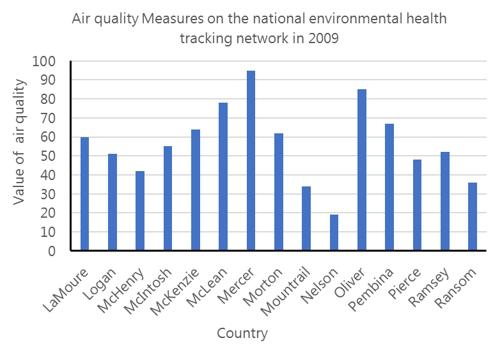 Air quality Measures on the national environmental health
tracking network in 2009
Value of  air quality
100
90
80
70
60
50
40
30
20
10
0
LaMoure
Logan
McHenry
McIntosh
McKenzie
McLean
Mercer
Morton
Mountrail
Nelson
Oliver
Pembina
Pierce
Ramsey
Ransom
Country